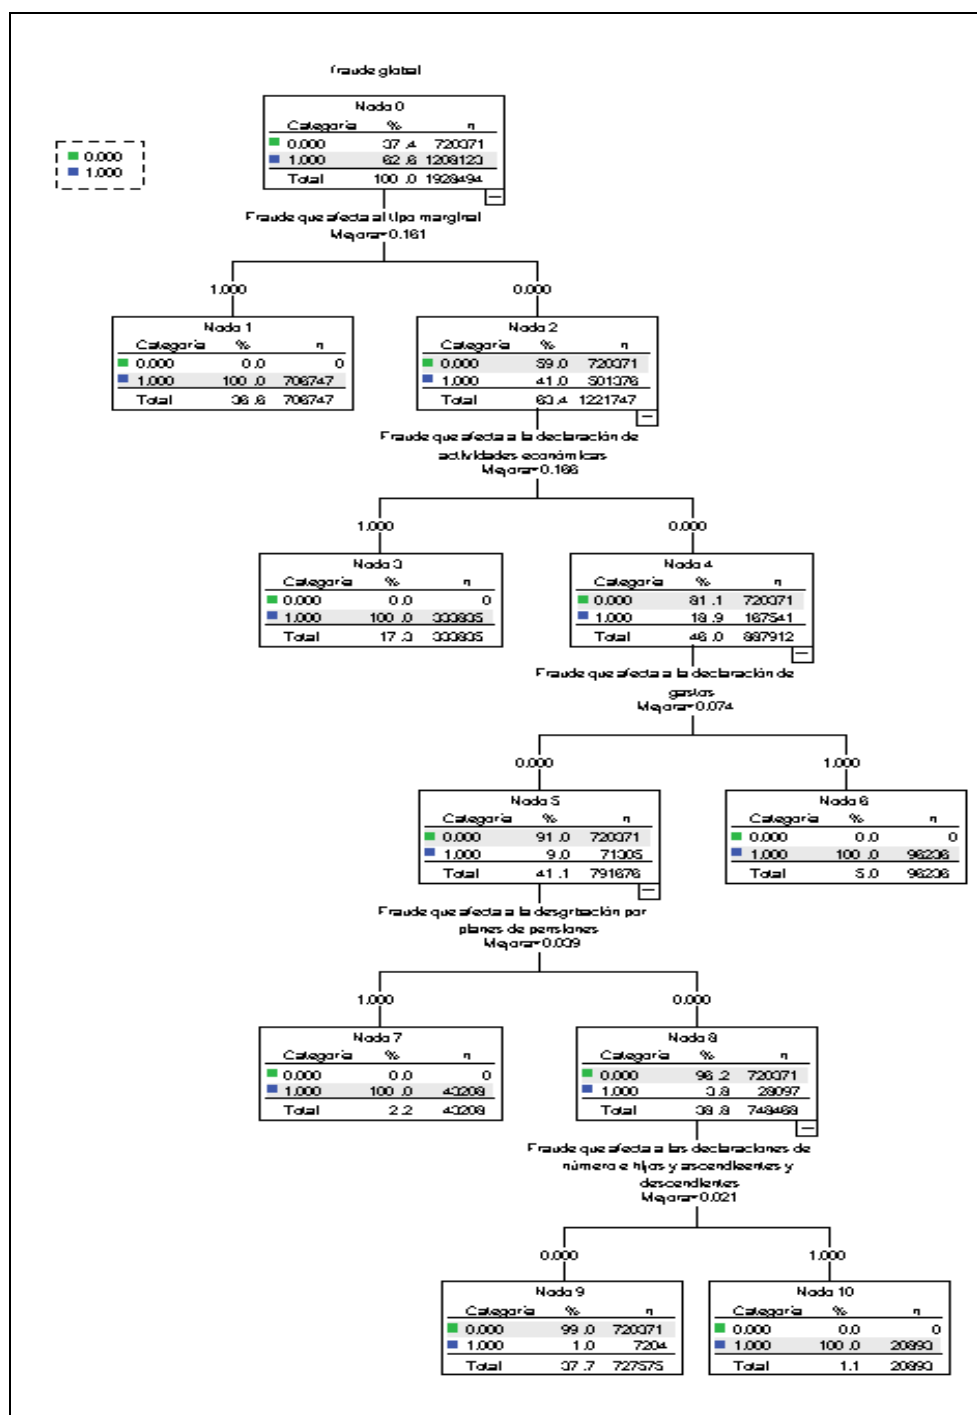 fraude global
Nodo 0
Categoría % n
0.000 37 .4 720371
1.000 62 .6 1208123
Total 100 .0 1928494
0.000
1.000
Fraude que afecta al tipo marginal
Mejora=0.161
1.000
0.000
Nodo 1
Categoría % n
0.000 0.0 0
1.000 100 .0 706747
Total 36 .6 706747
Nodo 2
Categoría % n
0.000 59 .0 720371
1.000 41 .0 501376
Total 63 .4 1221747
Fraude que afecta a la declaración de
actividades económicas
Mejora=0.166
1.000
0.000
Nodo 3
Categoría % n
0.000 0.0 0
1.000 100 .0 333835
Total 17 .3 333835
Nodo 4
Categoría % n
0.000 81 .1 720371
1.000 18 .9 167541
Total 46 .0 887912
Fraude que afecta a la declaración de
gastos
Mejora=0.074
0.000
1.000
Nodo 5
Categoría % n
0.000 91 .0 720371
1.000 9.0 71305
Total 41 .1 791676
Nodo 6
Categoría % n
0.000 0.0 0
1.000 100 .0 96236
Total 5.0 96236
Fraude que afecta a la desgrbación por
planes de pensiones
Mejora=0.039
1.000
0.000
Nodo 7
Categoría % n
0.000 0.0 0
1.000 100 .0 43208
Total 2.2 43208
Nodo 8
Categoría % n
0.000 96 .2 720371
1.000 3.8 28097
Total 38 .8 748468
Fraude que afecta a las declaraciones de
número e hijos y ascendientes y
descendientes
Mejora=0.021
0.000
1.000
Nodo 9
Categoría % n
0.000 99 .0 720371
1.000 1.0 7204
Total 37 .7 727575
Nodo 10
Categoría % n
0.000 0.0 0
1.000 100 .0 20893
Total 1.1 20893